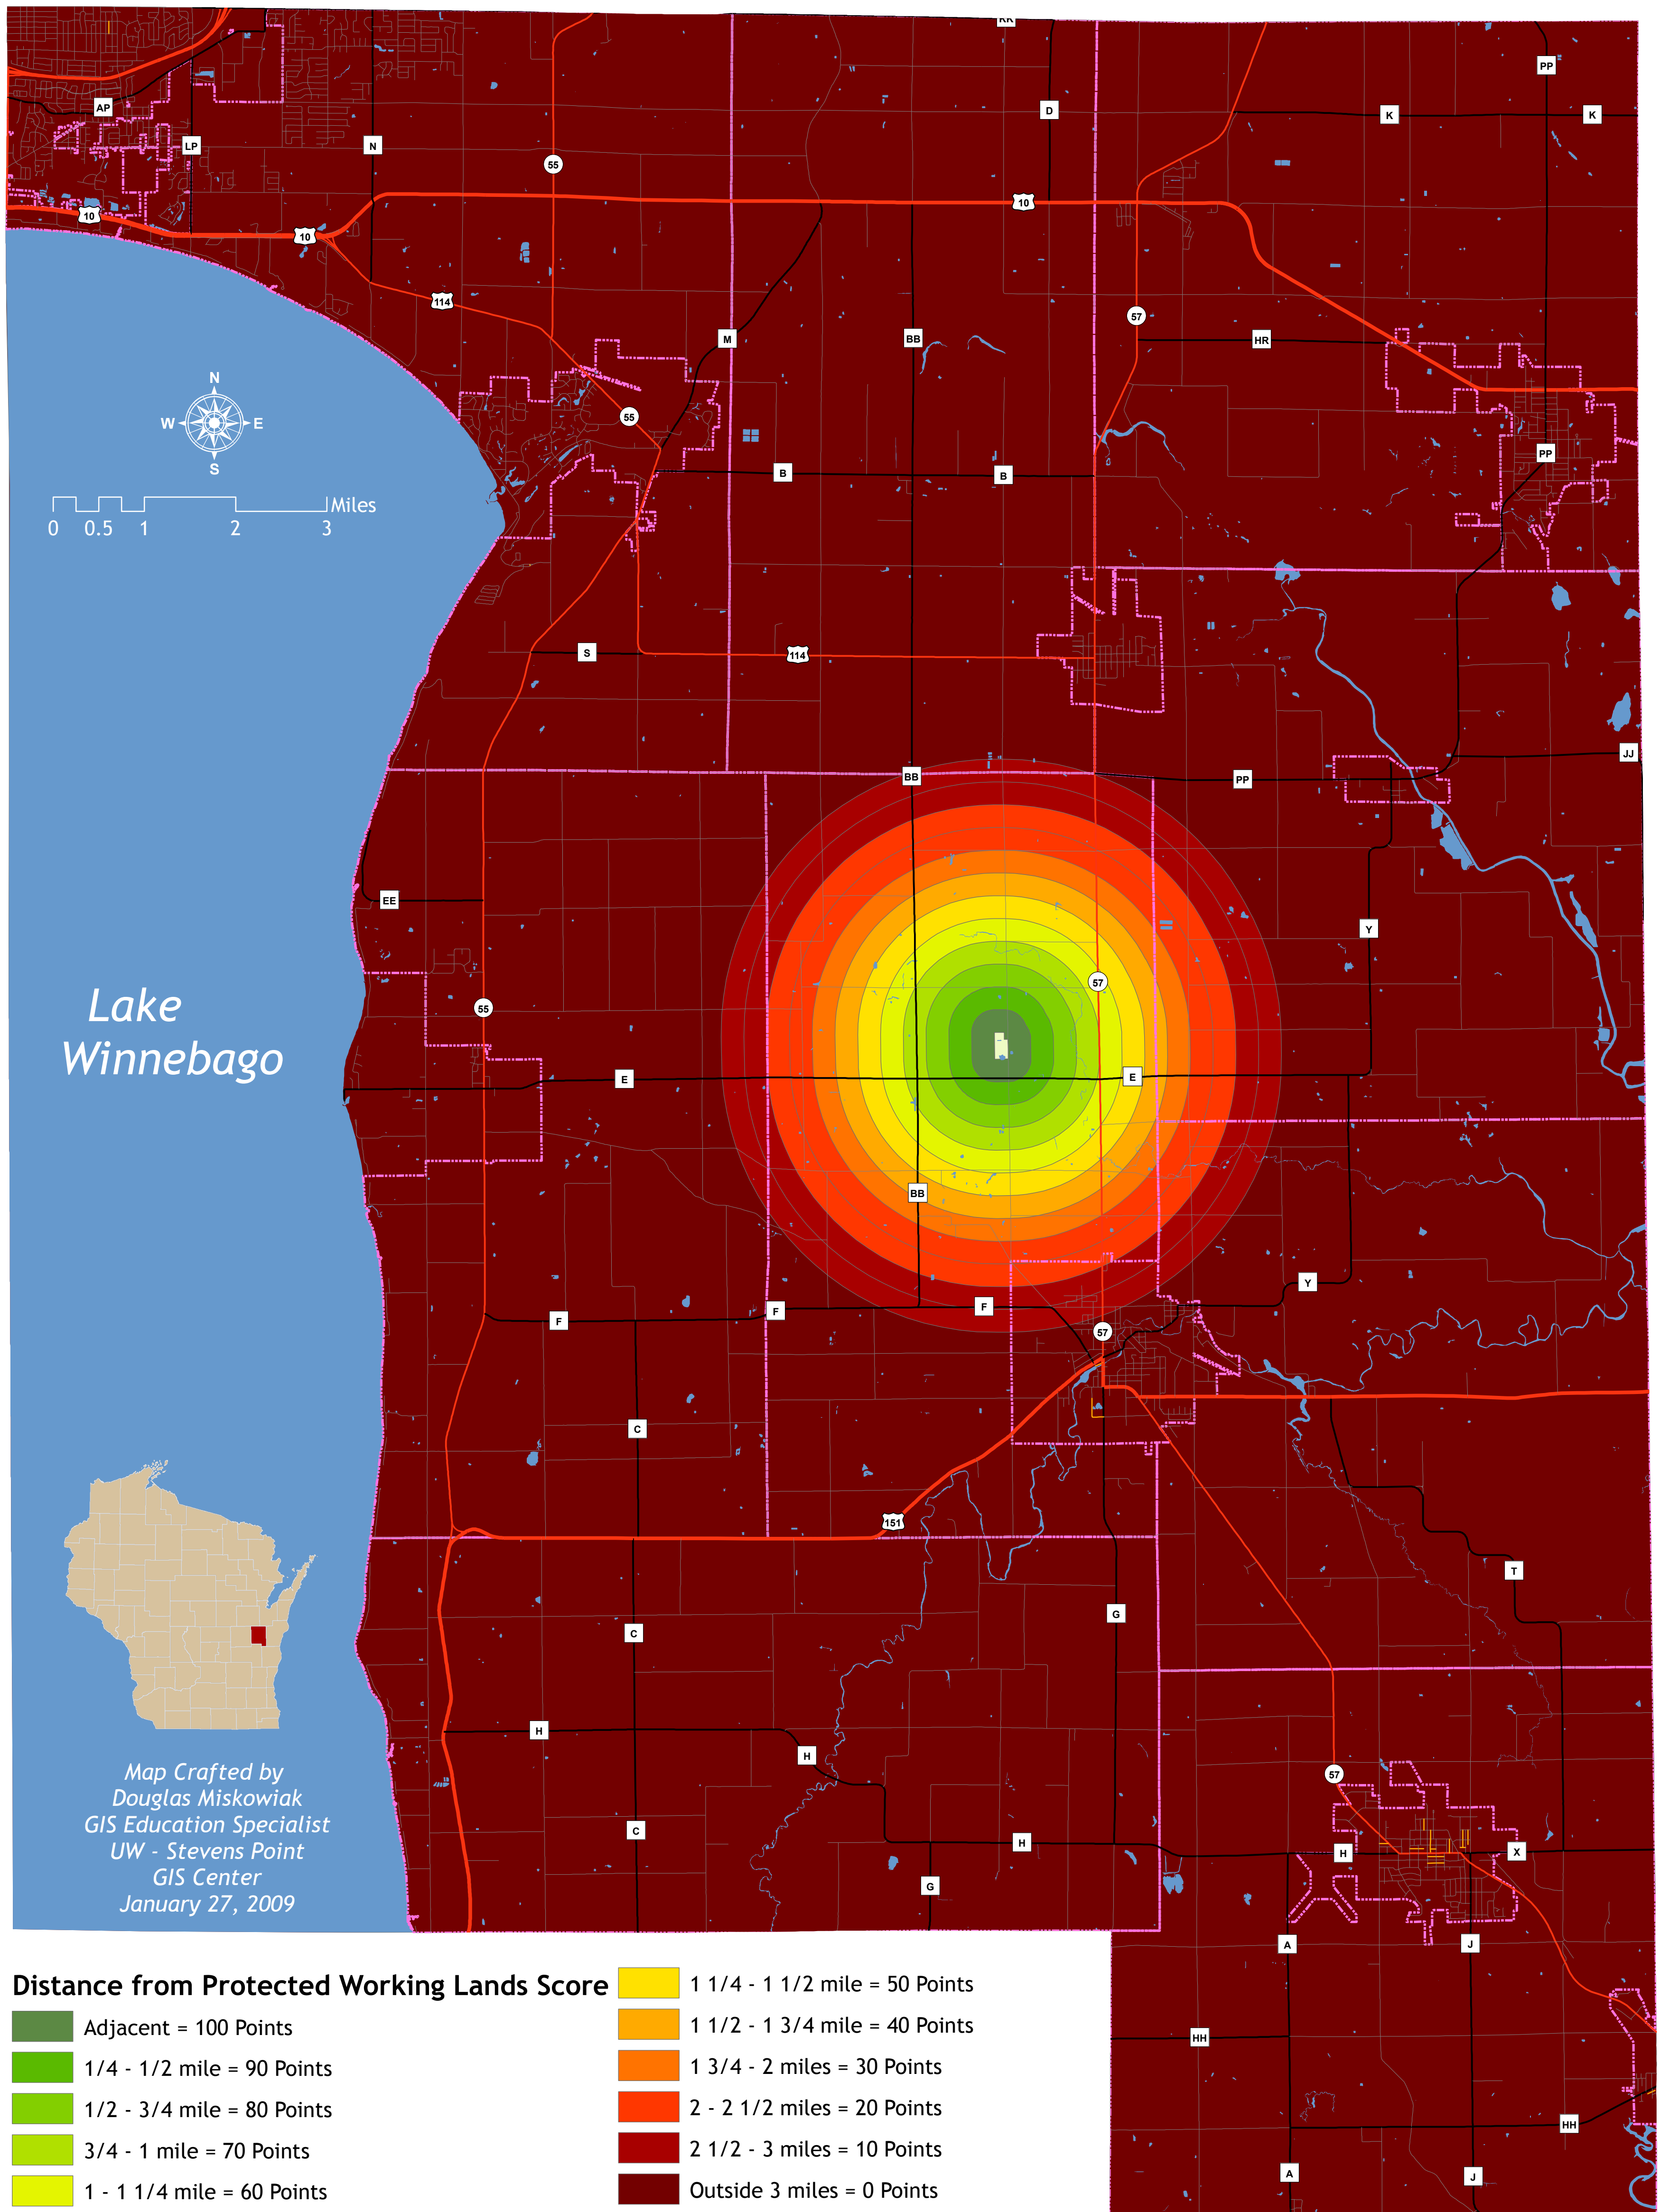 KK
PP
AP
D
K
K
LP
N
55
10
10
10
114
57
M
BB
HR
N
W
E
S
55
PP
B
B
Miles
0 0.5 1 2 3
S
114
JJ
BB
PP
EE
Y
57
Lake
Winnebago
55
E
E
BB
Y
F
F
F
57
C
151
T
G
C
H
H
57
Map Crafted by
Douglas Miskowiak
GIS Education Specialist
UW - Stevens Point
GIS Center
January 27, 2009
C
H
H
X
G
A
J
HH
HH
A
J
Distance from Protected Working Lands Score
Adjacent = 100 Points
1/4 - 1/2 mile = 90 Points
1/2 - 3/4 mile = 80 Points
3/4 - 1 mile = 70 Points
1 - 1 1/4 mile = 60 Points
1 1/4 - 1 1/2 mile = 50 Points
1 1/2 - 1 3/4 mile = 40 Points
1 3/4 - 2 miles = 30 Points
2 - 2 1/2 miles = 20 Points
2 1/2 - 3 miles = 10 Points
Outside 3 miles = 0 Points